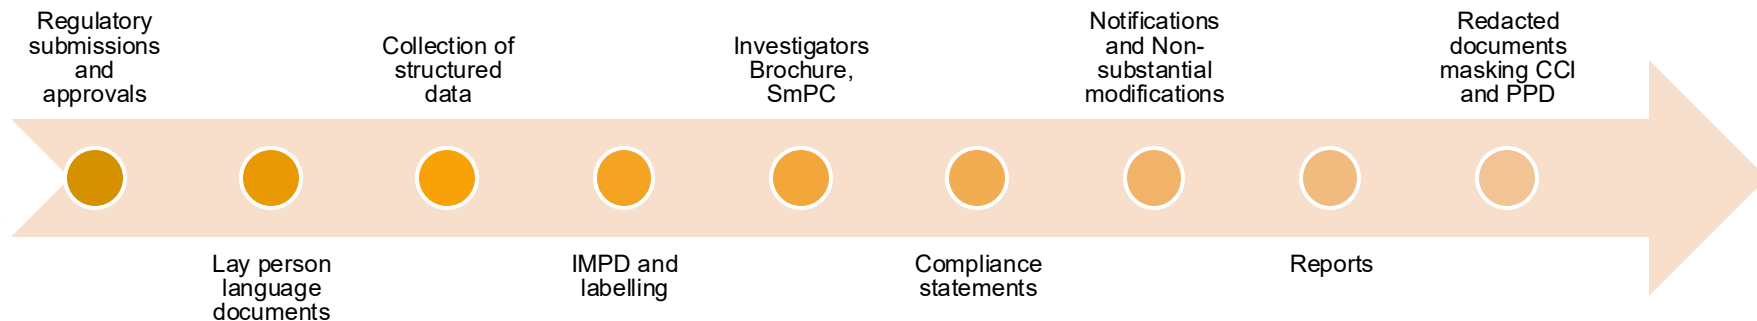 Regulatory
submissions
and
approvals
Lay person
language
documents
Collection of
structured
data
IMPD and
labelling
Investigators
Brochure,
SmPC
Compliance
statements
Notifications
and Non-
substantial
modifications
Reports
Redacted
documents
masking CCI
and PPD